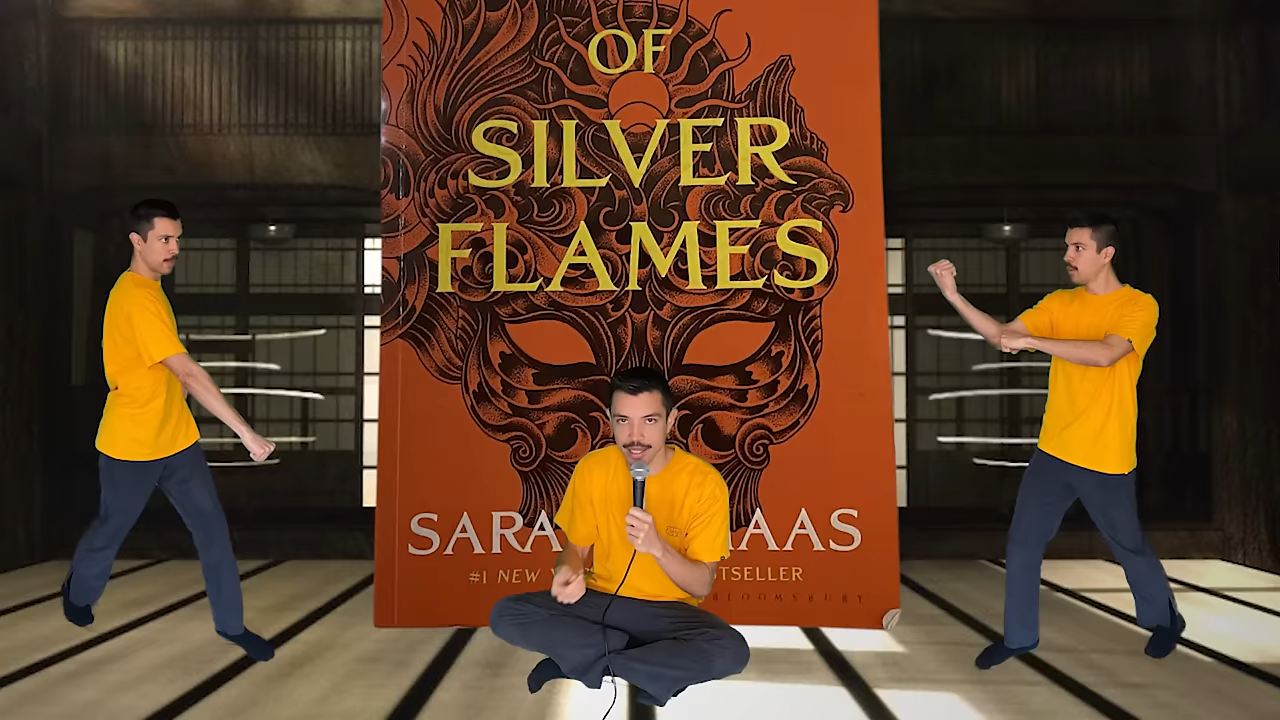 OF
SILVER
FLAMES
SARA AAS
#1 NEW TSELLER
BLOOMSBURY